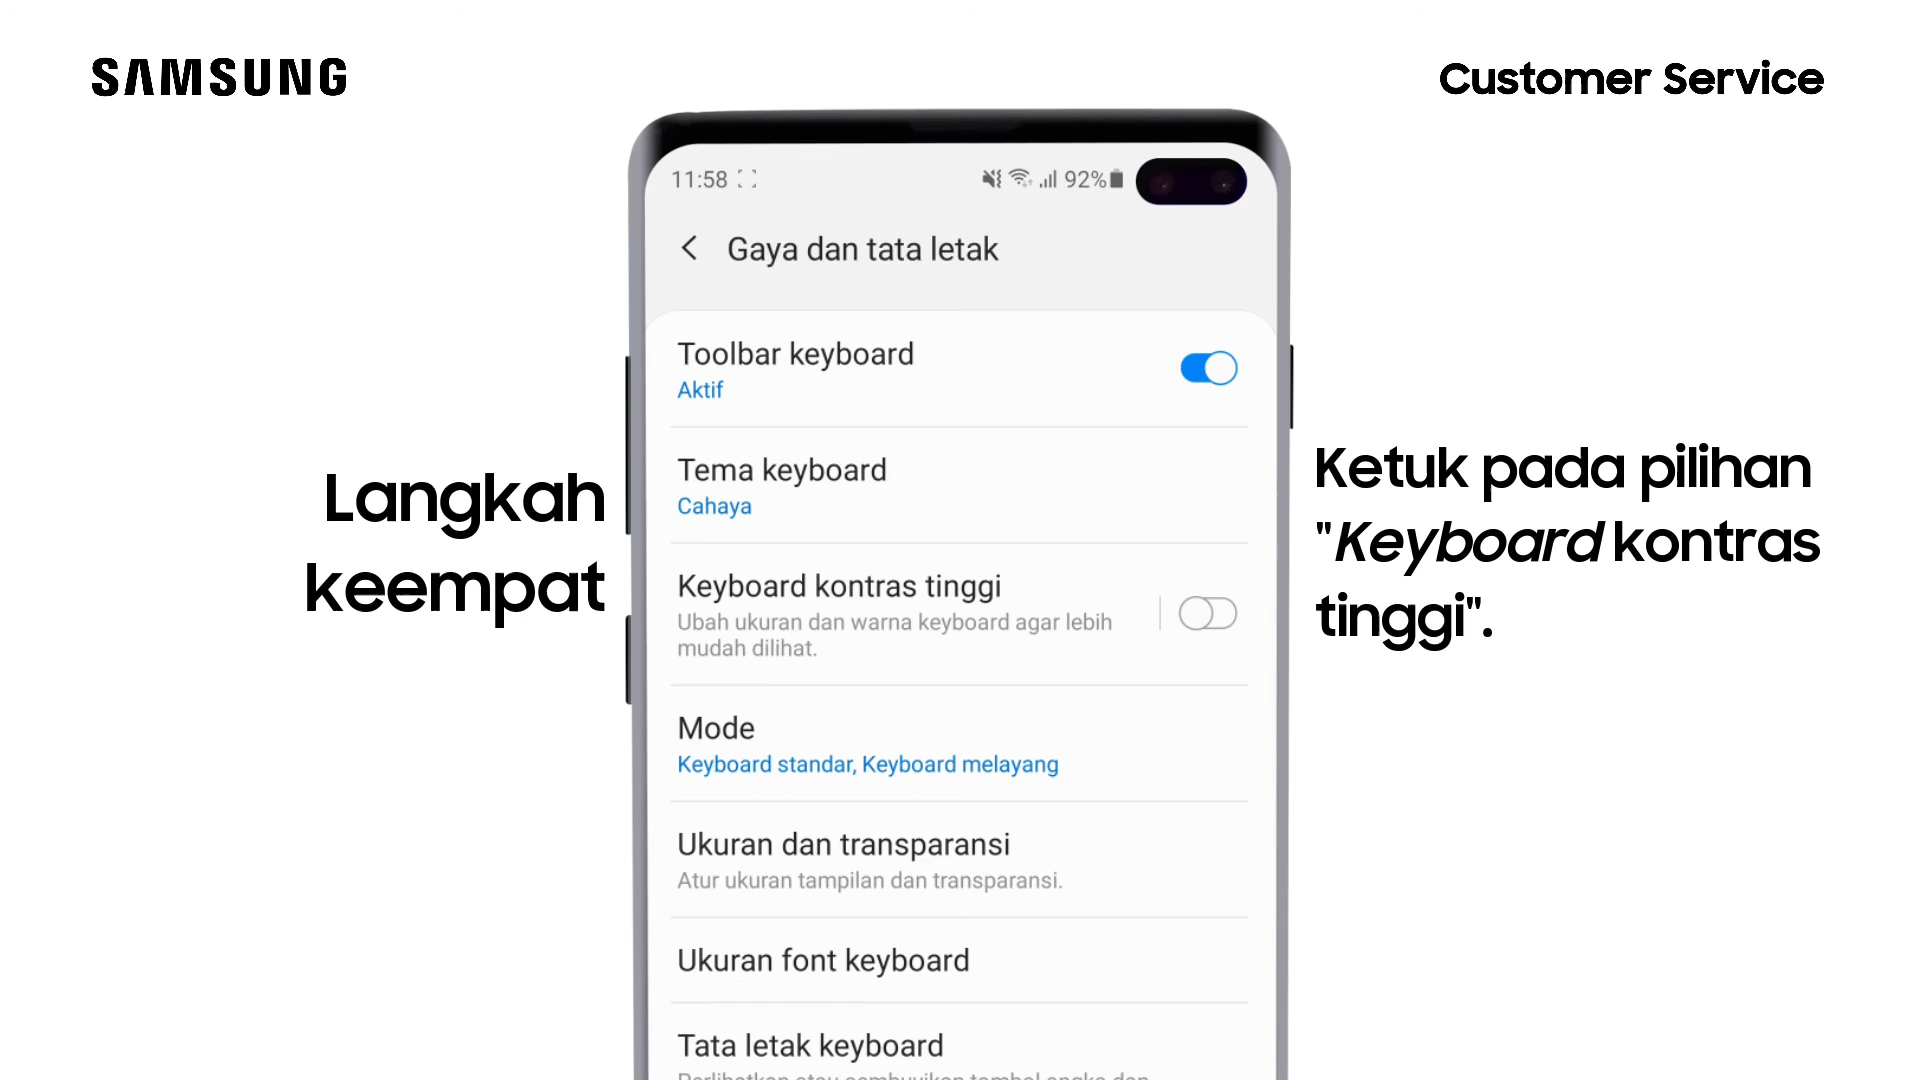 SAMSUNG
Customer Service
11:58
92%
Gaya dan tata letak
Toolbar keyboard
Aktif
Tema keyboard
Cahaya
Keyboard kontras tinggi
Ubah ukuran dan warna keyboard agar lebih
mudah dilihat.
Mode
Keyboard standar, Keyboard melayang
Ukuran dan transparansi
Atur ukuran tampilan dan transparansi.
Ukuran font keyboard
Tata letak keyboard
Langkah
keempat
Ketuk pada pilihan
"Keyboard kontras
tinggi".